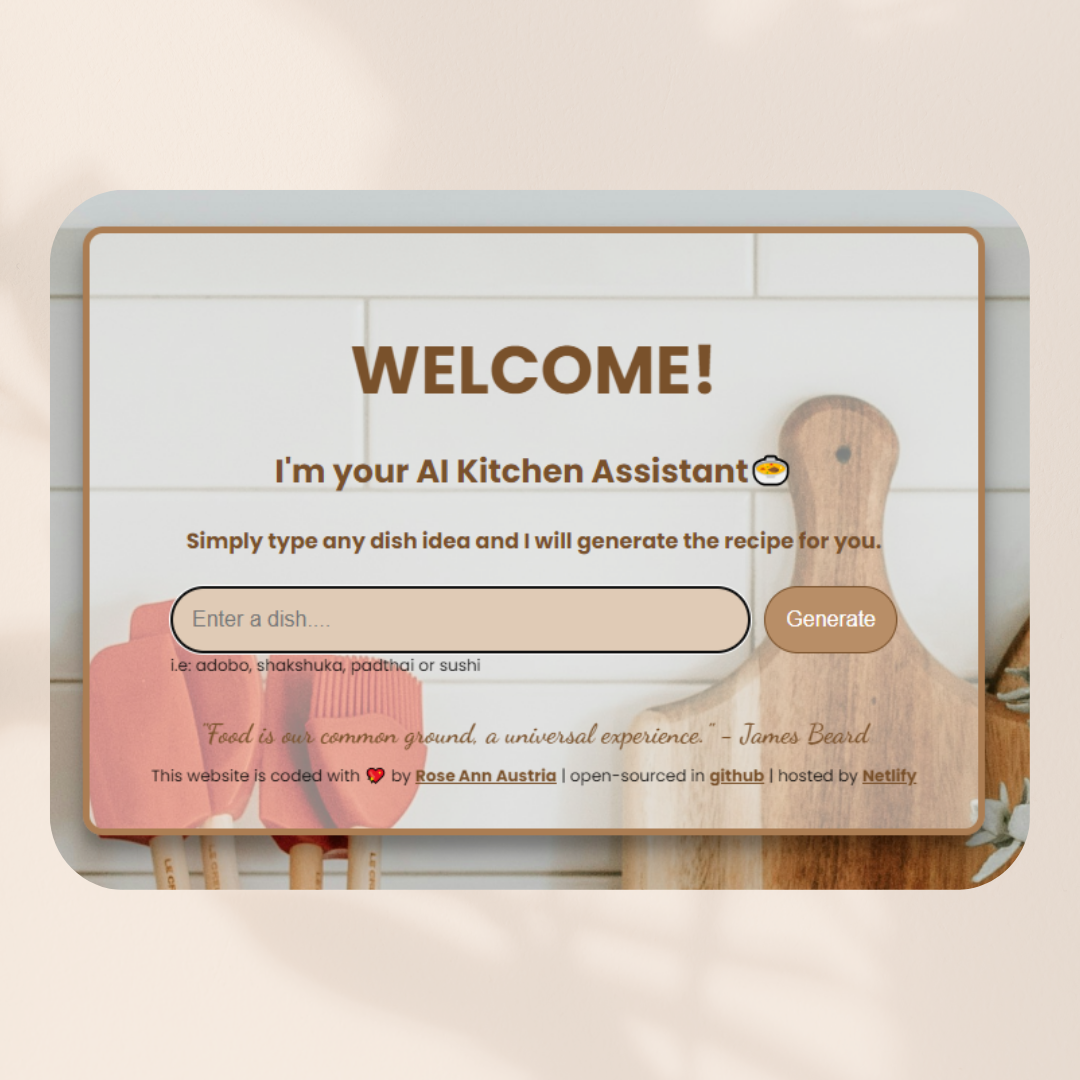 WELCOME!
I'm your AI Kitchen Assistant🍲
Simply type any dish idea and I will generate the recipe for you.
Enter a dish....
Generate
i.e: adobo, shakshuka, padthai or sushi
"Food is our common ground, a universal experience." - James Beard
This website is coded with 💖 by Rose Ann Austria | open-sourced in github | hosted by Netlify